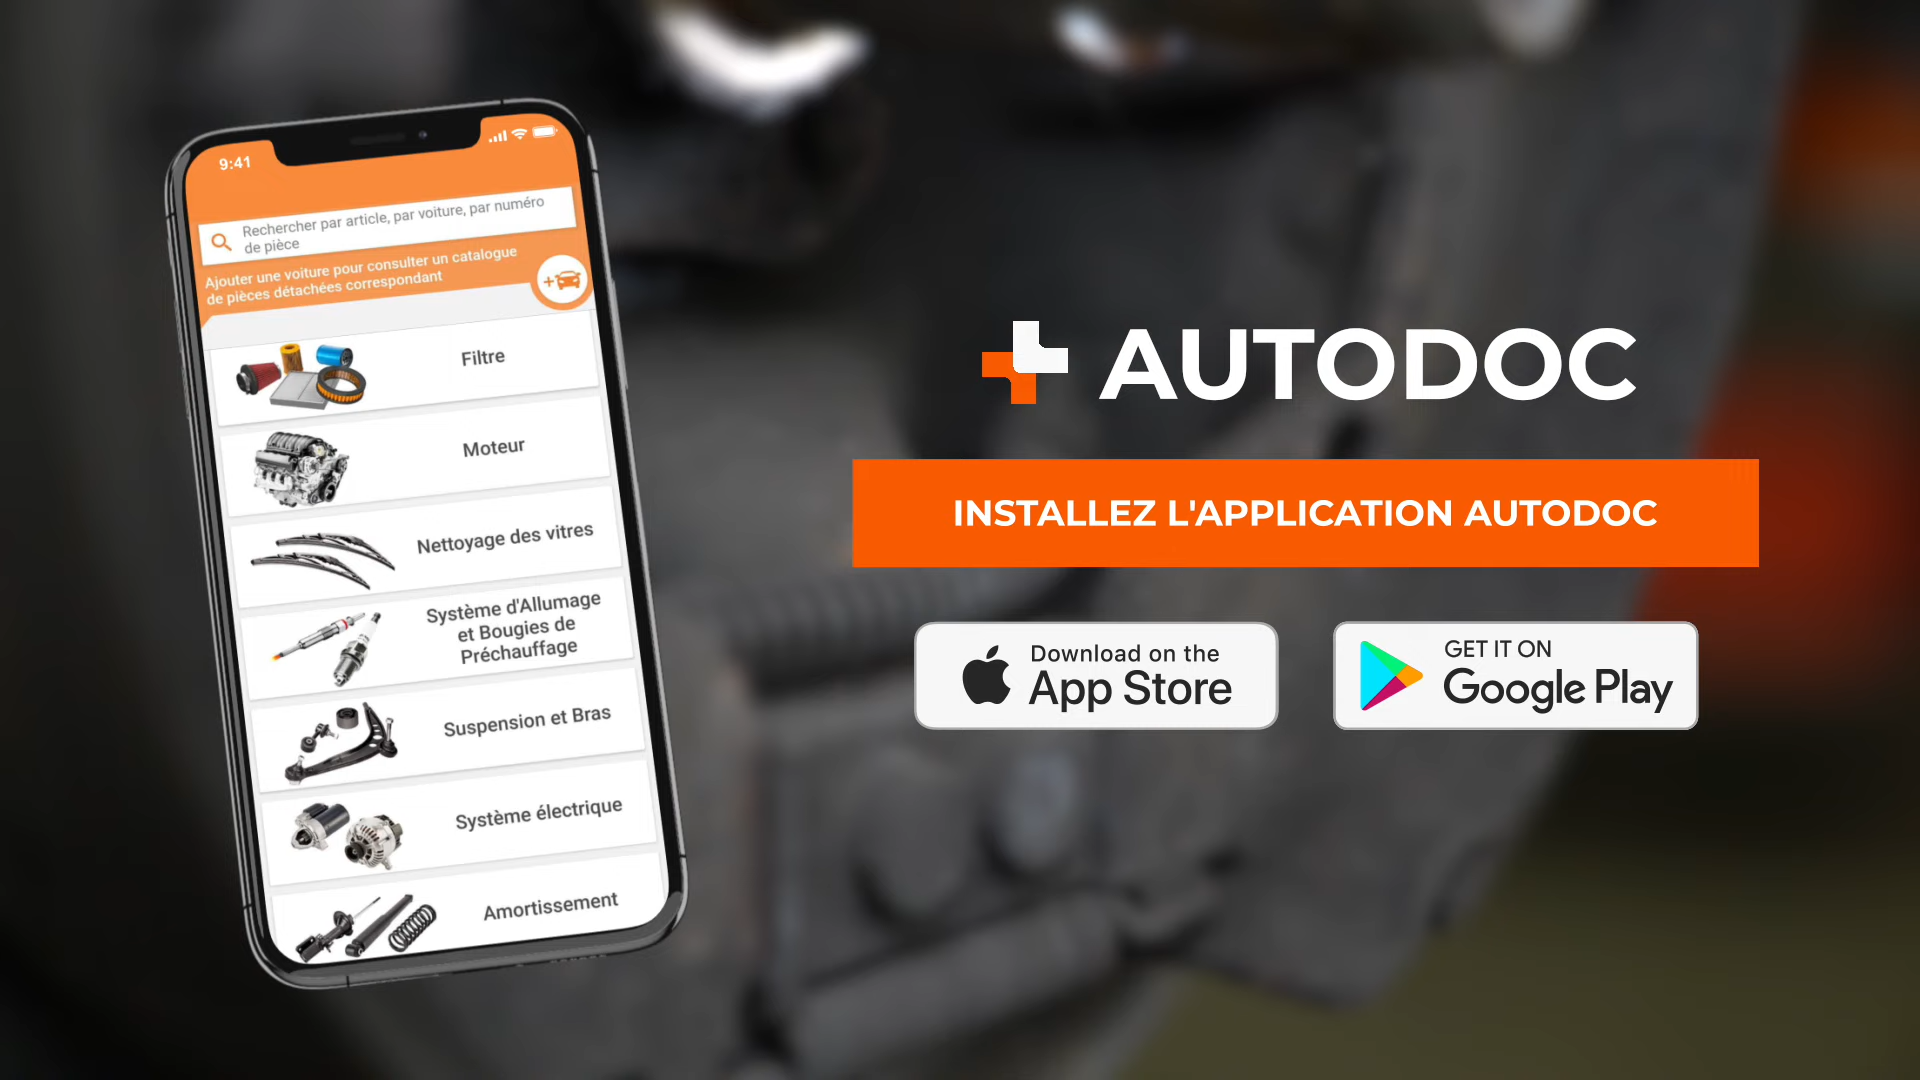 9:41
Rechercher par article, par voiture, par numéro
de pièce
Ajouter une voiture pour consulter un catalogue
de pièces détachées correspondant
Filtre
Moteur
Nettoyage des vitres
Système d'Allumage
et Bougies de
Préchauffage
Suspension et Bras
Système électrique
Amortissement
AUTODOC
INSTALLEZ L'APPLICATION AUTODOC
Download on the
App Store
GET IT ON
Google Play